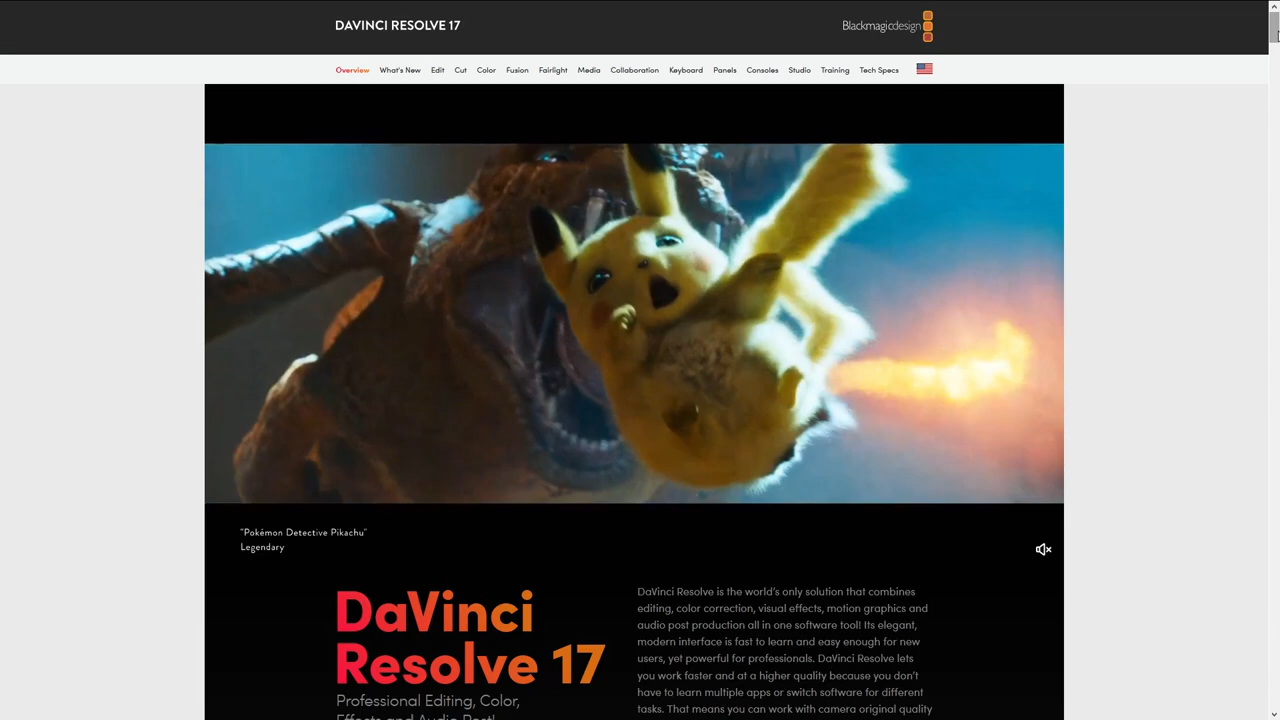 DAVINCI RESOLVE 17
Blackmagicdesign
Overview What's New Edit Cut Color Fusion Fairlight Media Collaboration Keyboard Panels Consoles Studio Training Tech Specs
"Pokémon Detective Pikachu"
Legendary
DaVinci
Resolve 17
Professional Editing, Color,
Effects and Audio Post!
DaVinci Resolve is the world's only solution that combines
editing, color correction, visual effects, motion graphics and
audio post production all in one software tool! Its elegant,
modern interface is fast to learn and easy enough for new
users, yet powerful for professionals. DaVinci Resolve lets
you work faster and at a higher quality because you don't
have to learn multiple apps or switch software for different
tasks. That means you can work with camera original quality